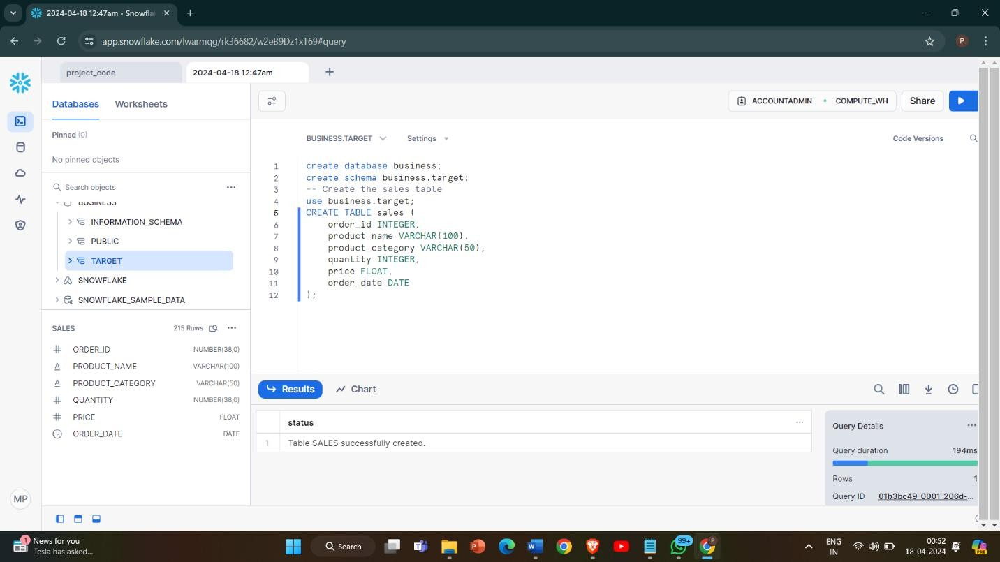 2024-04-18 12:47am - Snowfla
app.snowflake.com/lwarmqg/rk36682/w2eB9Dz1xT69#query
P
project_code
2024-04-18 12:47am
Databases
Worksheets
ACCOUNTADMIN
COMPUTE_WH
Share
Pinned (0)
No pinned objects
BUSINESS.TARGET
Settings
Code Versions
Search objects
BUSINESS
INFORMATION_SCHEMA
PUBLIC
TARGET
SNOWFLAKE
SNOWFLAKE_SAMPLE_DATA
1 create database business;
2 create schema business.target;
3 -- Create the sales table
4 use business.target;
5 CREATE TABLE sales (
6 order_id INTEGER,
7 product_name VARCHAR(100),
8 product_category VARCHAR(50),
9 quantity INTEGER,
10 price FLOAT,
11 order_date DATE
12 );
SALES 215 Rows
ORDER_ID NUMBER(38,0)
PRODUCT_NAME VARCHAR(100)
PRODUCT_CATEGORY VARCHAR(50)
QUANTITY NUMBER(38,0)
PRICE FLOAT
ORDER_DATE DATE
Results
Chart
status
1 Table SALES successfully created.
Query Details
Query duration 194ms
Rows 1
Query ID 01b3bc49-0001-206d-...
MP
1
News for you
Tesla has asked...
Search
99+
P
ENG
IN
00:52
18-04-2024
PRE